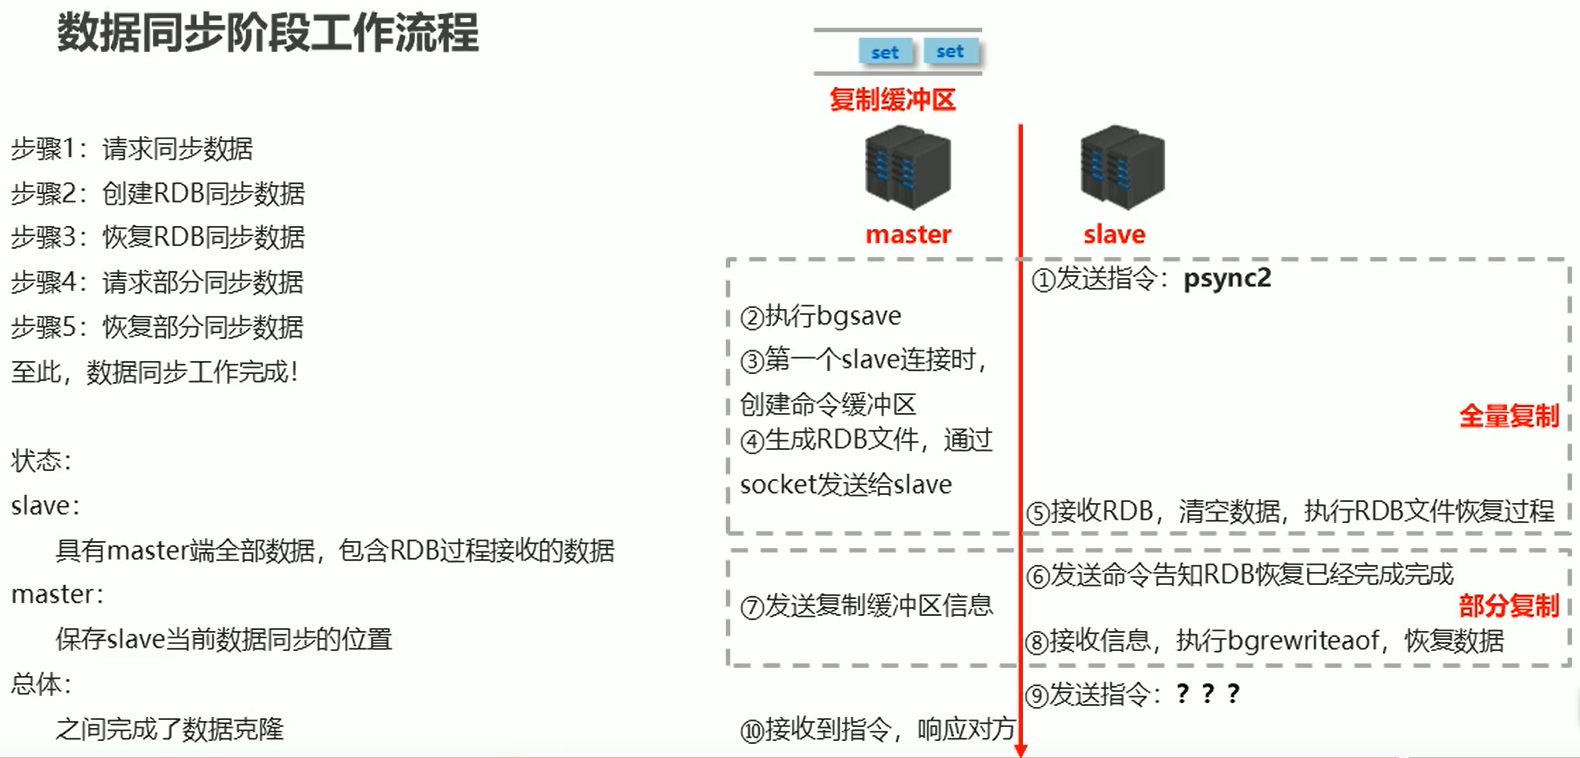 数据同步阶段工作流程
步骤1：请求同步数据
步骤2：创建RDB同步数据
步骤3：恢复RDB同步数据
步骤4：请求部分同步数据
步骤5：恢复部分同步数据
至此，数据同步工作完成！
状态：
slave：
具有master端全部数据，包含RDB过程接收的数据
master：
保存slave当前数据同步的位置
总体：
之间完成了数据克隆
set set
复制缓冲区
master slave
①发送指令：psync2
②执行bgsave
③第一个slave连接时，
创建命令缓冲区
④生成RDB文件，通过
socket发送给slave
全量复制
⑤接收RDB，清空数据，执行RDB文件恢复过程
⑥发送命令告知RDB恢复已经完成完成
⑦发送复制缓冲区信息
部分复制
⑧接收信息，执行bgrewriteaof，恢复数据
⑨发送指令：？？？
⑩接收到指令，响应对方